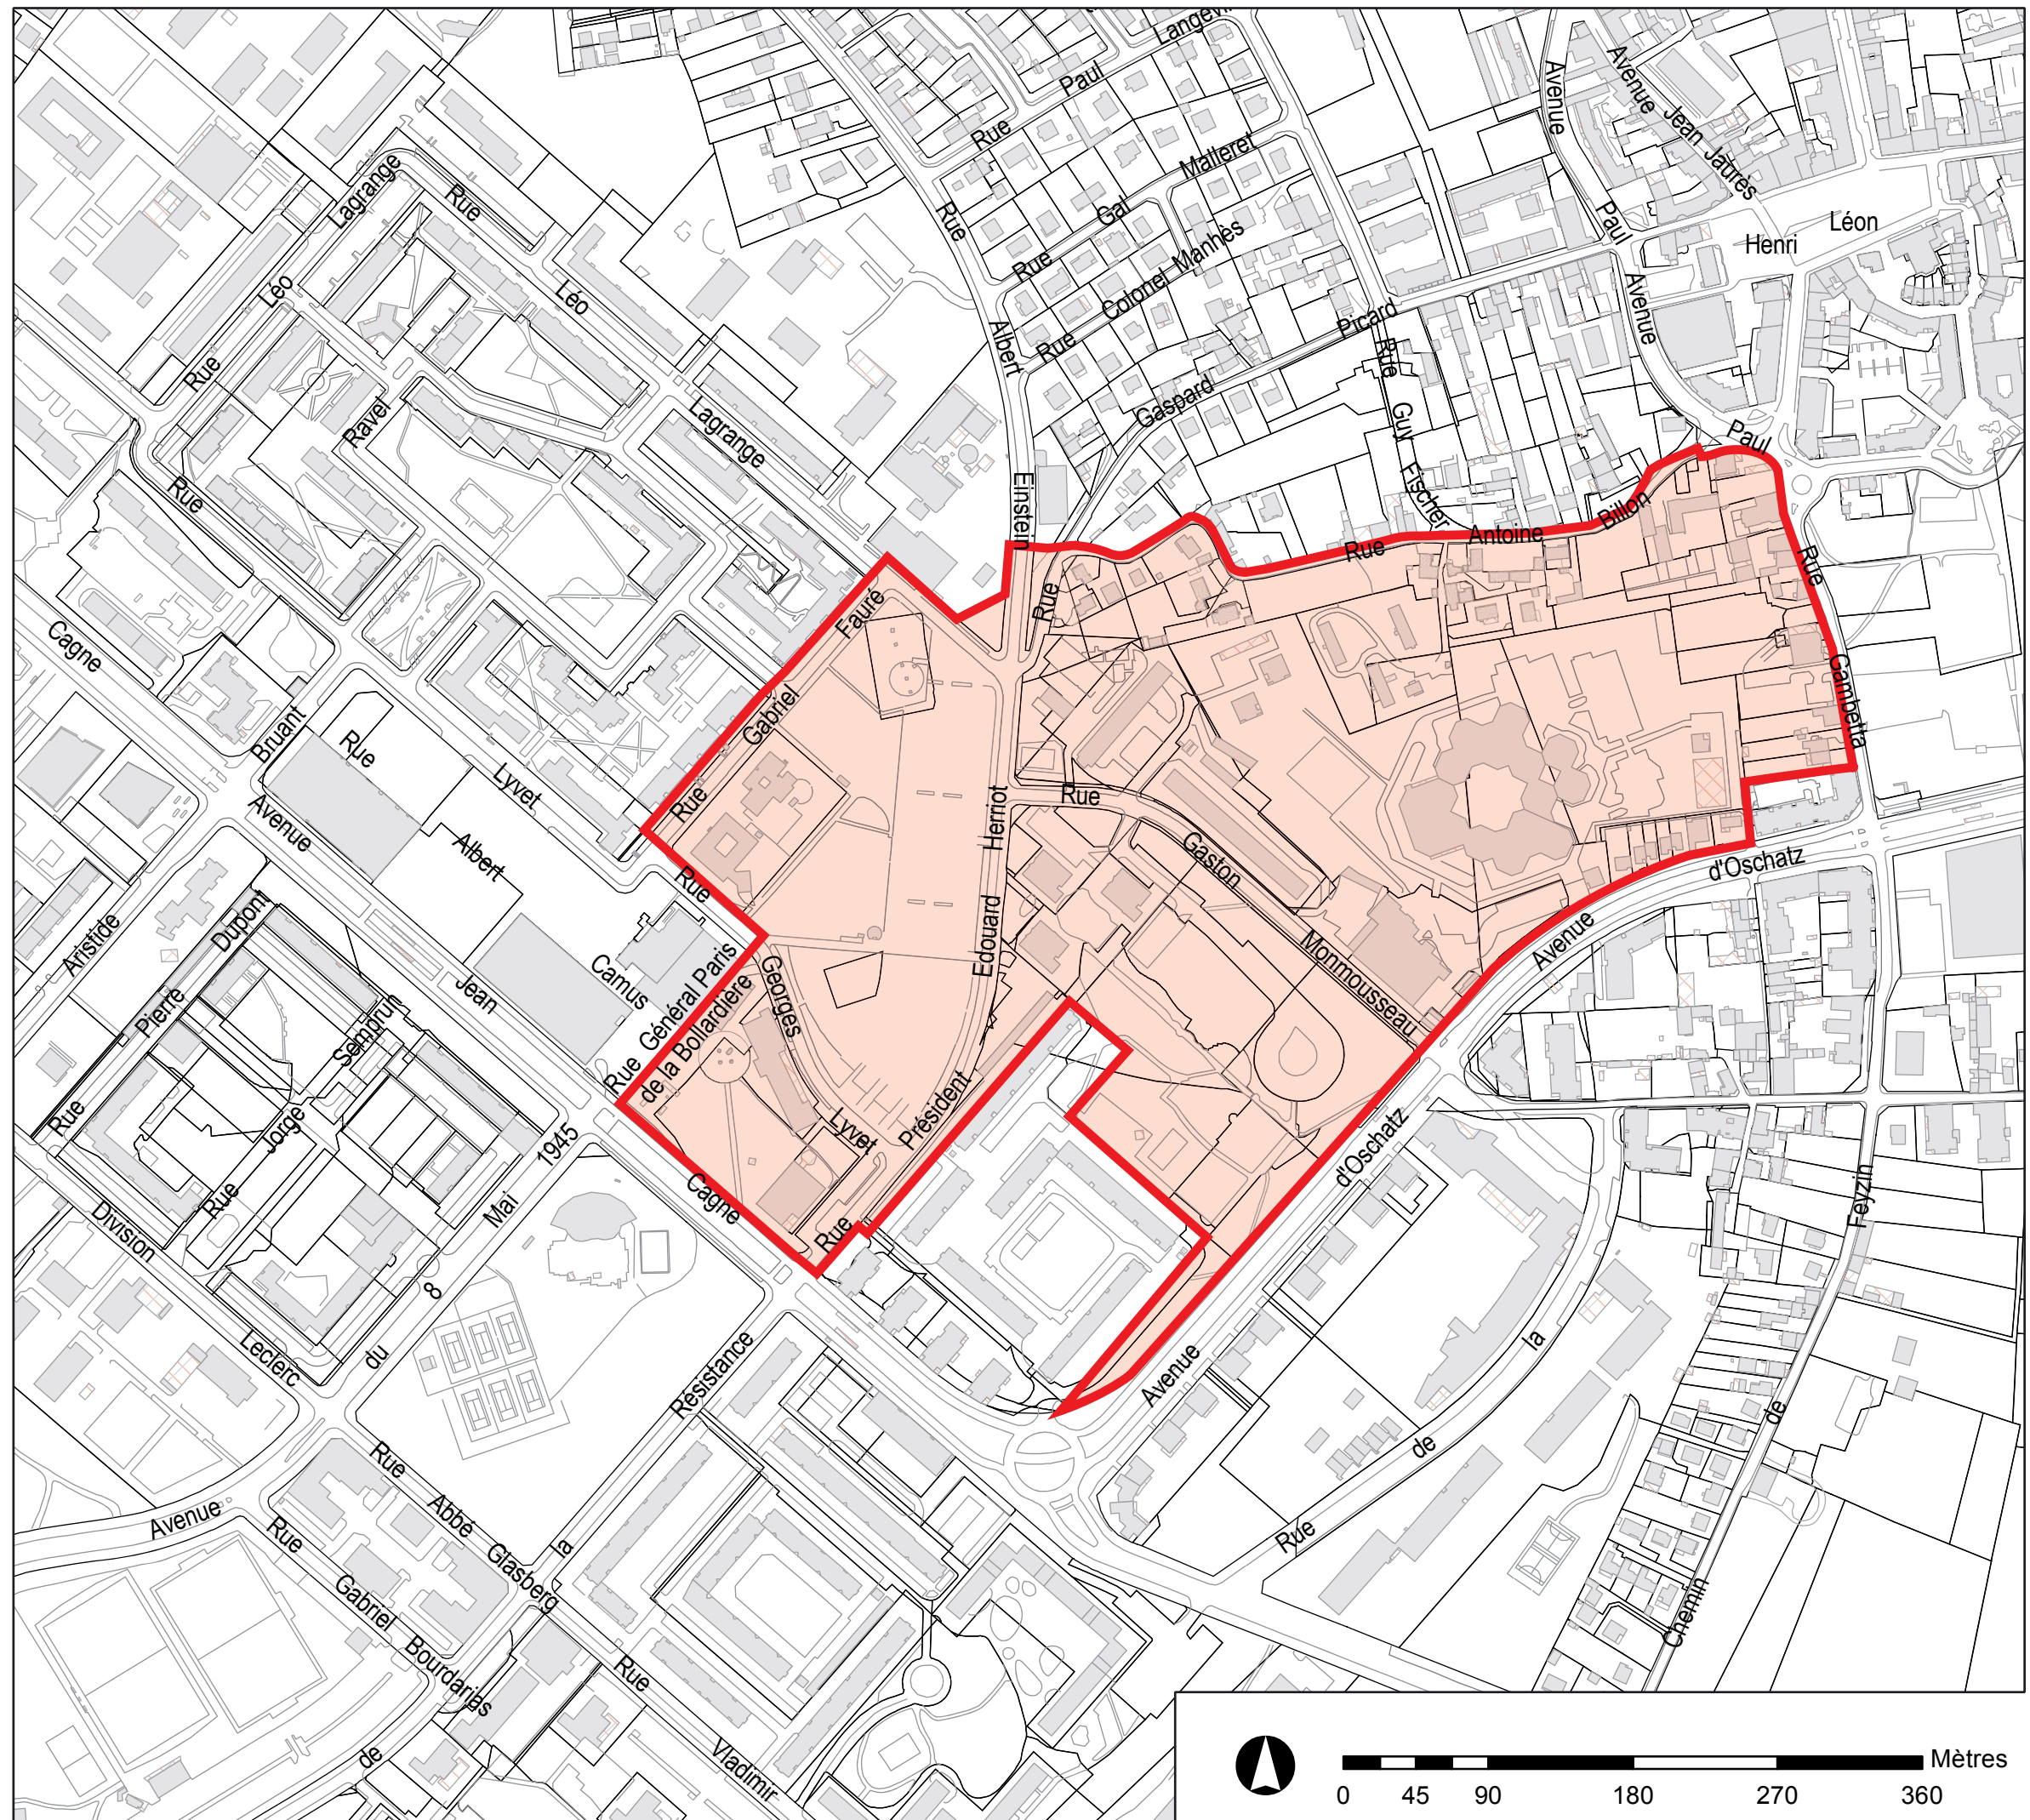 Langevin
Paul
Rue
Avenue
Avenue
Jean
Jaurès
Lagrange
Rue
Malleret
Gal
Rue
Rue
Manhès
Colonel
Rue
Paul
Léon
Henri
Avenue
Léo
Rue
Léo
Albert
Picard
Gaspard
Rue
Guy
Fischer
Ravel
Lagrange
Rue
Paul
Einstein
Rue
Antoine
Billon
Rue
Gambetta
Rue
Fauré
Gabriel
Rue
Cagne
Bruant
Rue
Lyvet
Avenue
Albert
Rue
Herriot
Edouard
Rue
Gaston
Monmousseau
d'Oschatz
Avenue
Aristide
Dupont
Pierre
Rue
Semprun
Jorge
Rue
Jean
Camus
Rue
Général Paris
de la Bollardière
Georges
Lyvet
Président
Rue
Cagne
1945
Mai
8
du
Division
Leclerc
d'Oschatz
Avenue
Feyzin
de
Chemin
la
de
Rue
Résistance
la
Rue
Abbé
Glasberg
Avenue
Rue
Gabriel
Bourdarias
Rue
Vladimir
de
Mètres
0 45 90 180 270 360